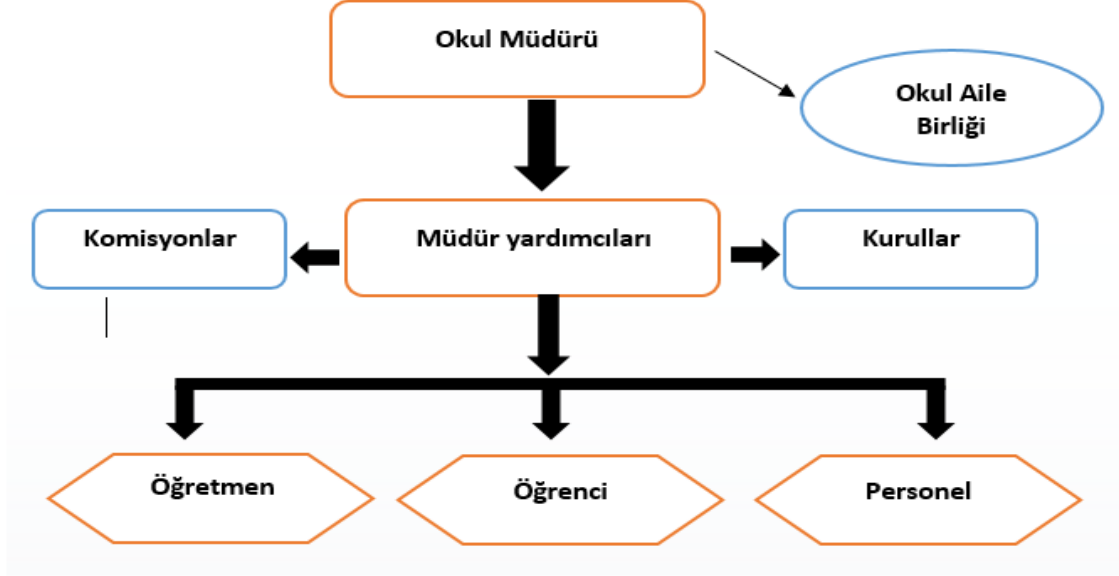 Okul Müdürü
Okul Aile
Birliği
Komisyonlar
Müdür yardımcıları
Kurullar
Öğretmen
Öğrenci
Personel